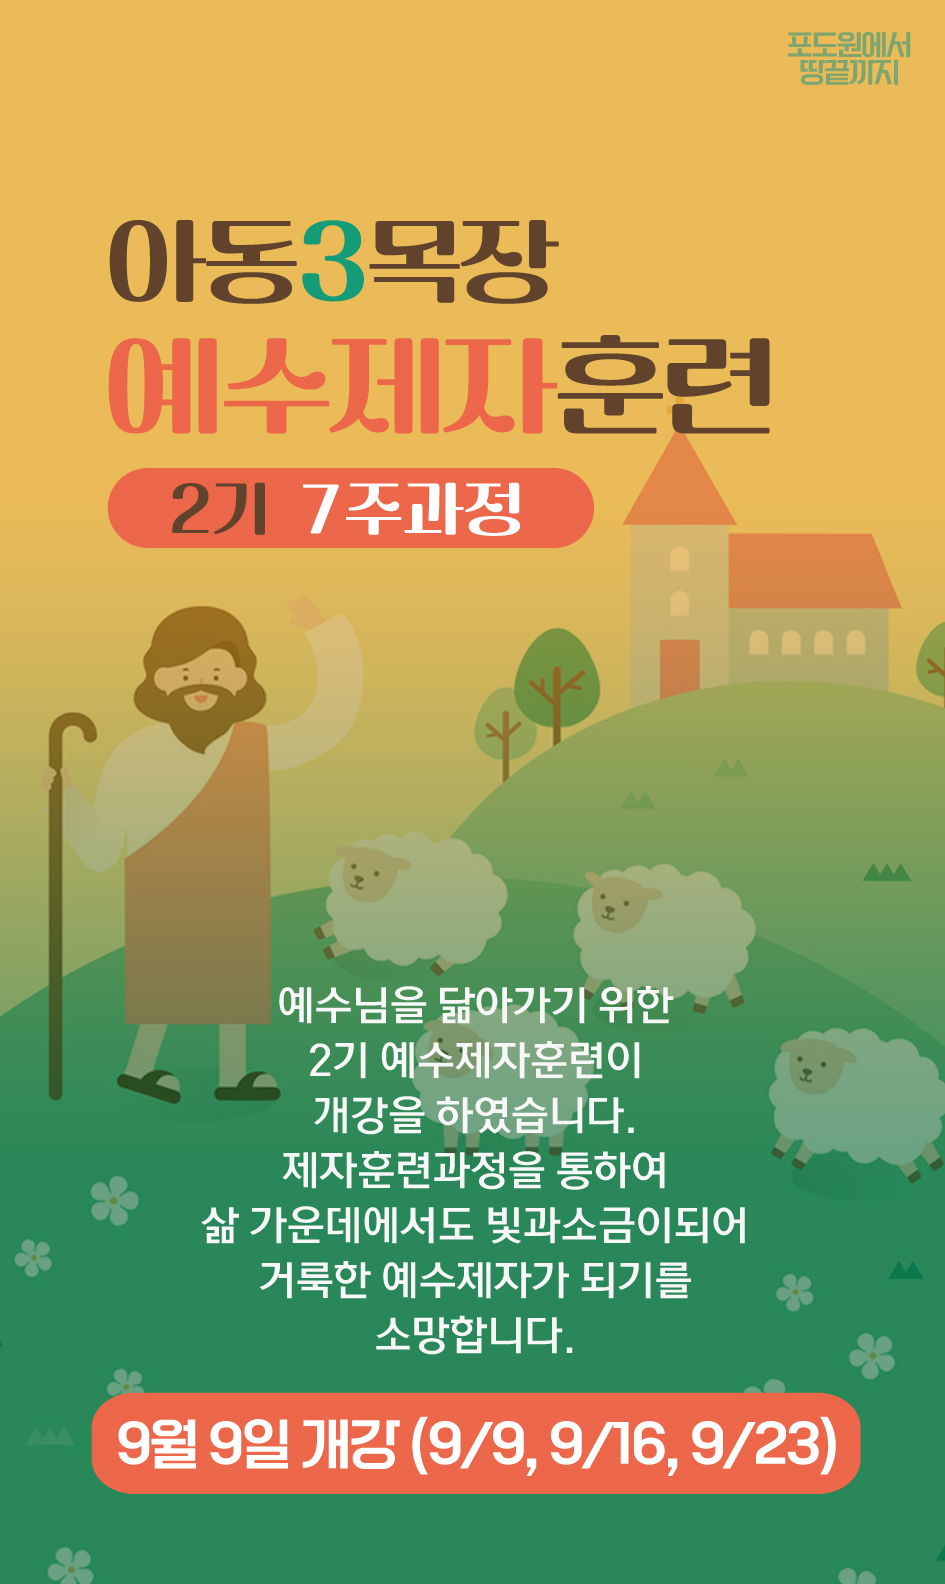 포도원에서
땅끝까지
아동3목장
예수제자훈련
2기 7주과정
예수님을 닮아가기 위한
2기 예수제자훈련이
개강을 하였습니다.
제자훈련과정을 통하여
삶 가운데에서도 빛과소금이되어
거룩한 예수제자가 되기를
소망합니다.
9월 9일 개강 (9/9, 9/16, 9/23)